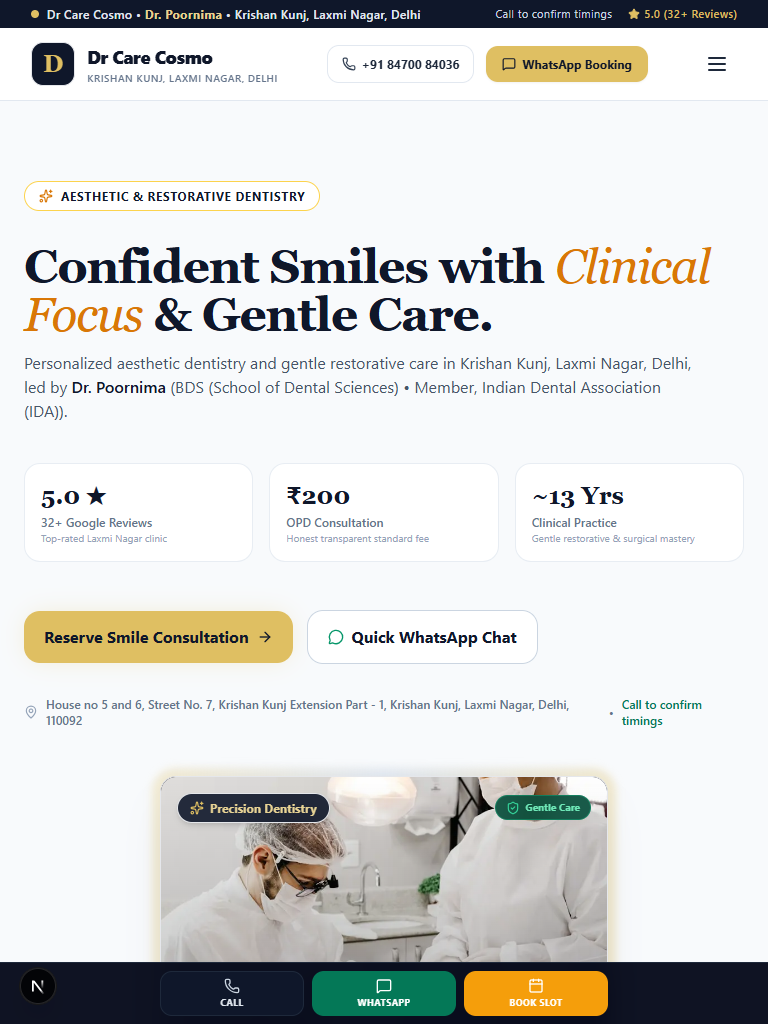 Dr Care Cosmo • Dr. Poornima • Krishan Kunj, Laxmi Nagar, Delhi
Call to confirm timings
5.0 (32+ Reviews)
D
Dr Care Cosmo
KRISHAN KUNJ, LAXMI NAGAR, DELHI
+91 84700 84036
WhatsApp Booking
AESTHETIC & RESTORATIVE DENTISTRY
Confident Smiles with Clinical
Focus & Gentle Care.
Personalized aesthetic dentistry and gentle restorative care in Krishan Kunj, Laxmi Nagar, Delhi,
led by Dr. Poornima (BDS (School of Dental Sciences) • Member, Indian Dental Association
(IDA)).
5.0 ★
32+ Google Reviews
Top-rated Laxmi Nagar clinic
₹200
OPD Consultation
Honest transparent standard fee
~13 Yrs
Clinical Practice
Gentle restorative & surgical mastery
Reserve Smile Consultation →
Quick WhatsApp Chat
House no 5 and 6, Street No. 7, Krishan Kunj Extension Part - 1, Krishan Kunj, Laxmi Nagar, Delhi,
110092
• Call to confirm
timings
Precision Dentistry
Gentle Care
N
CALL
WHATSAPP
BOOK SLOT